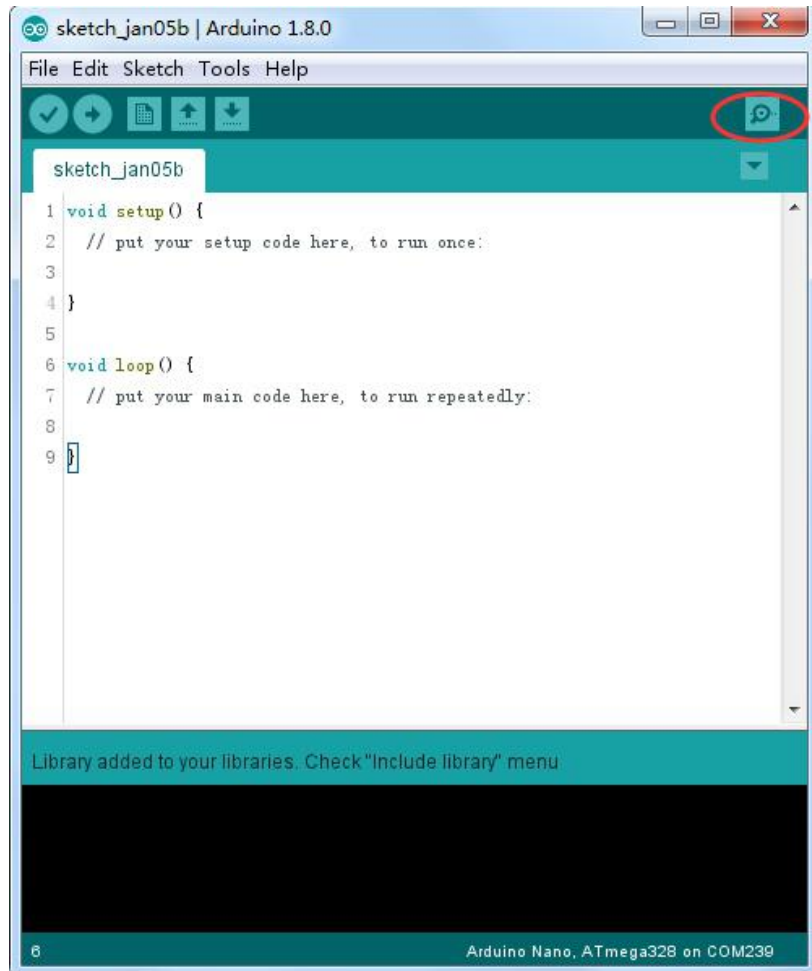 sketch_jan05b | Arduino 1.8.0
File Edit Sketch Tools Help
sketch_jan05b
1 void setup() {
2 // put your setup code here, to run once:
3
4 }
5
6 void loop() {
7 // put your main code here, to run repeatedly:
8
9 }
Library added to your libraries. Check "Include library" menu
6 Arduino Nano, ATmega328 on COM239